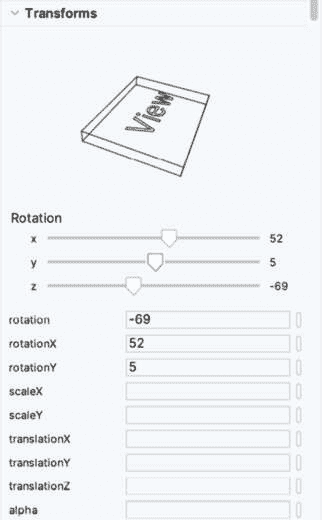 Transforms
View
Rotation
x 52
y 5
z -69
rotation -69
rotationX 52
rotationY 5
scaleX
scaleY
translationX
translationY
translationZ
alpha